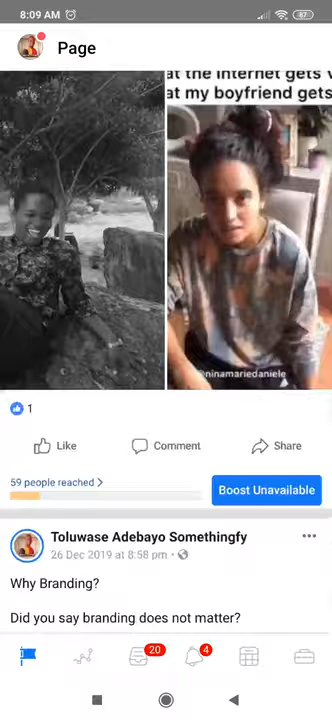 8:09 AM
87
Page
at the internet gets
at my boyfriend gets
@ninamariedaniele
1
Like
Comment
Share
59 people reached
Boost Unavailable
Toluwase Adebayo Somethingfy
26 Dec 2019 at 8:58 pm
Why Branding?
Did you say branding does not matter?
20
4